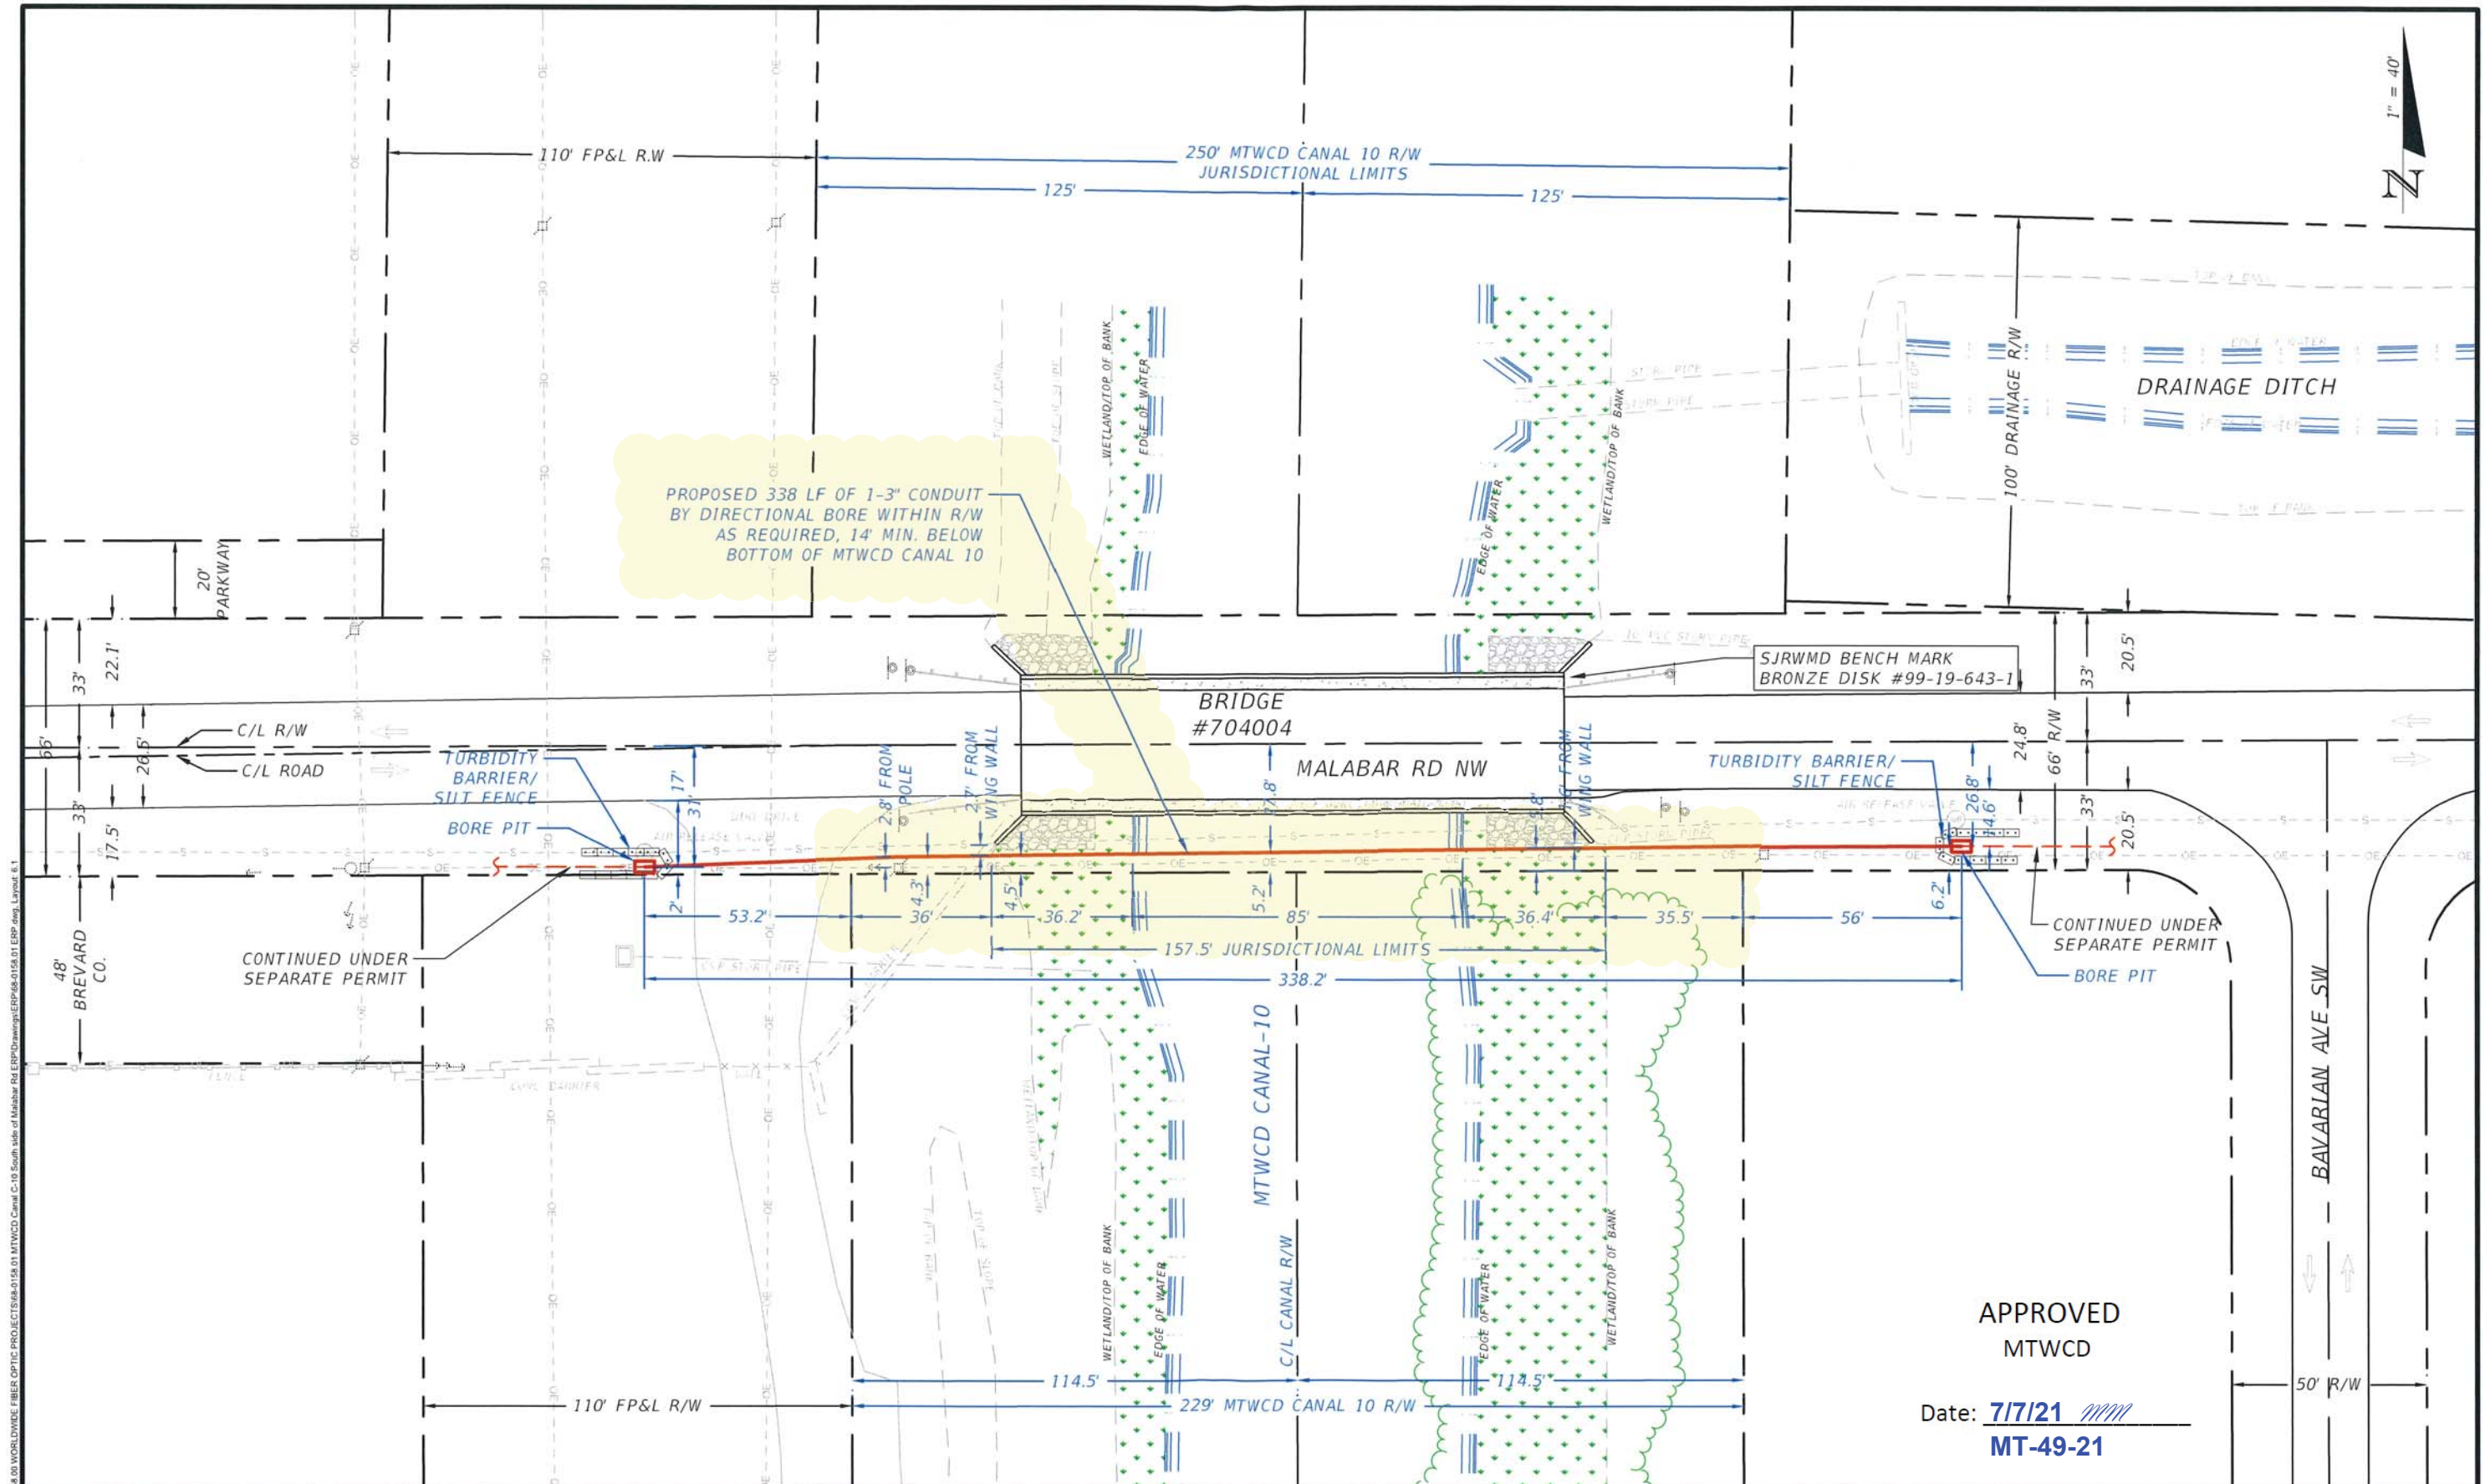 1" = 40'
N
110' FP&L R.W
250' MTWCD CANAL 10 R/W
JURISDICTIONAL LIMITS
125'
125'
WETLAND/TOP OF BANK
EDGE OF WATER
EDGE OF WATER
WETLAND/TOP OF BANK
STORM PIPE
STORM PIPE
100' DRAINAGE R/W
DRAINAGE DITCH
PROPOSED 338 LF OF 1-3" CONDUIT
BY DIRECTIONAL BORE WITHIN R/W
AS REQUIRED, 14' MIN. BELOW
BOTTOM OF MTWCD CANAL 10
20'
PARKWAY
66'
33'
22.1'
26.5'
33'
17.5'
C/L R/W
C/L ROAD
TURBIDITY
BARRIER/
SILT FENCE
BORE PIT
17'
31'
2'
2.8' FROM
POLE
4.3'
2.7' FROM
WING WALL
4.5'
BRIDGE
#704004
MALABAR RD NW
5.2'
WING WALL
SJRWMD BENCH MARK
BRONZE DISK #99-19-643-1
TURBIDITY BARRIER/
SILT FENCE
AIR RELEASE VALVE
26.8'
14.6'
6.2'
24.8'
66' R/W
33'
33'
20.5'
20.5'
53.2'
36'
36.2'
85'
36.4'
35.5'
56'
157.5' JURISDICTIONAL LIMITS
338.2'
CONTINUED UNDER
SEPARATE PERMIT
CONTINUED UNDER
SEPARATE PERMIT
BORE PIT
48'
BREVARD
CO.
FENCE
MTWCD CANAL-10
C/L CANAL R/W
WETLAND/TOP OF BANK
EDGE OF WATER
EDGE OF WATER
WETLAND/TOP OF BANK
BAVARIAN AVE SW
114.5'
114.5'
110' FP&L R/W
229' MTWCD CANAL 10 R/W
50' R/W
APPROVED
MTWCD
Date: 7/7/21
MT-49-21